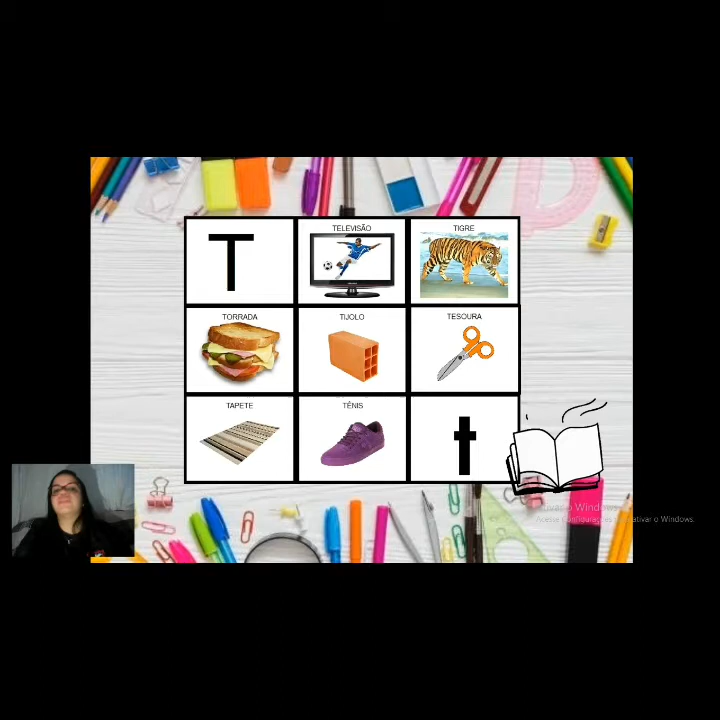 T
TELEVISÃO
TIGRE
TORRADA
TIJOLO
TESOURA
TAPETE
TÊNIS
t